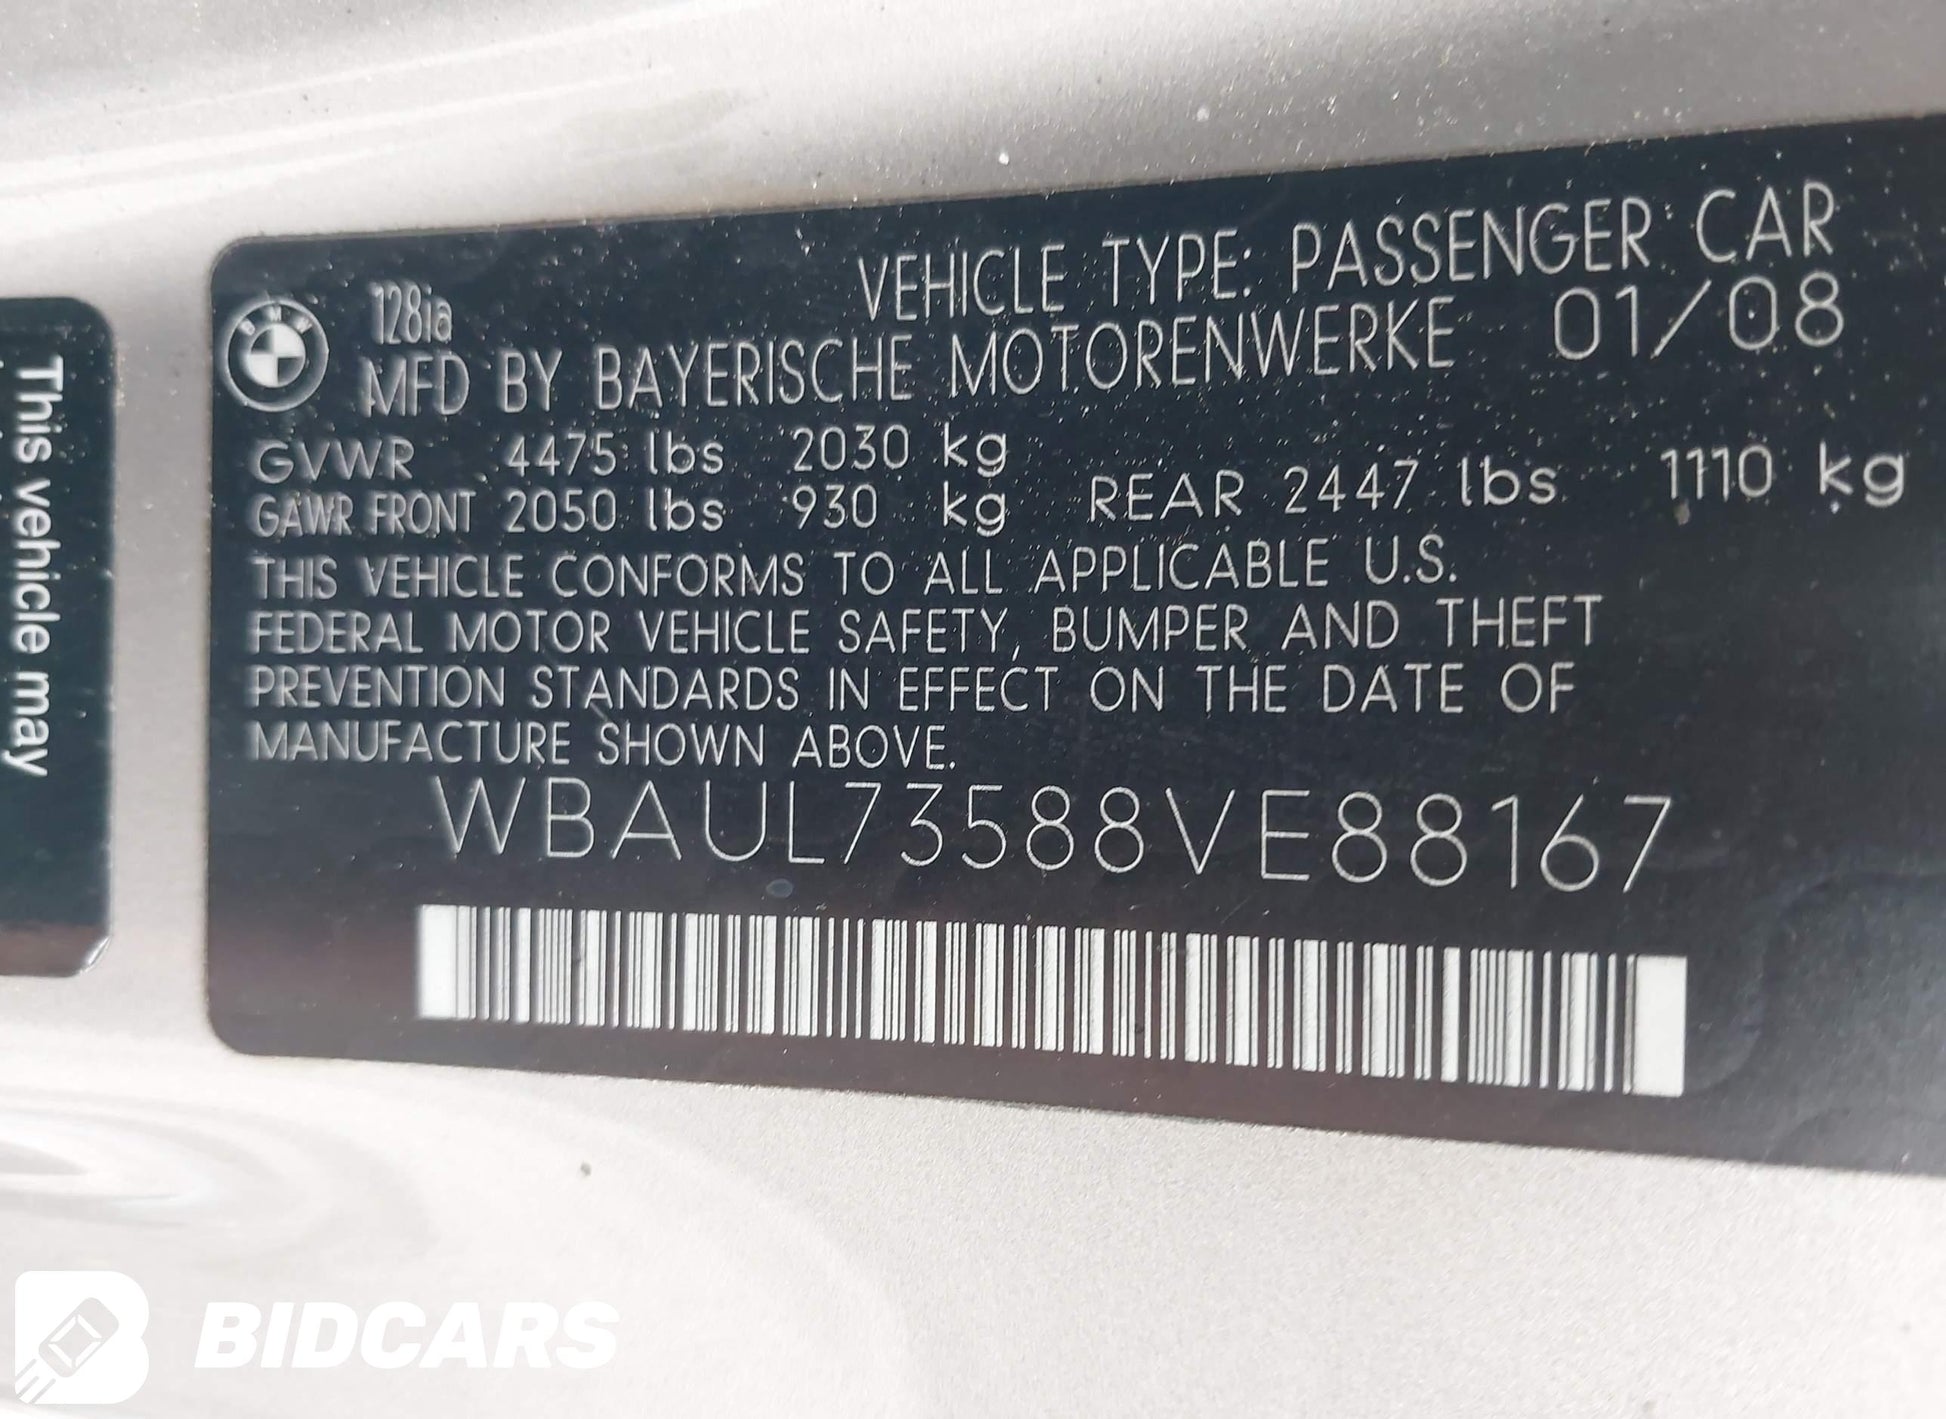 VEHICLE TYPE: PASSENGER CAR
BMW
128ia
MFD BY BAYERISCHE MOTORENWERKE 01/08
GVWR 4475 lbs 2030 kg
GAWR FRONT 2050 lbs 930 kg REAR 2447 lbs 1110 kg
THIS VEHICLE CONFORMS TO ALL APPLICABLE U.S.
FEDERAL MOTOR VEHICLE SAFETY, BUMPER AND THEFT
PREVENTION STANDARDS IN EFFECT ON THE DATE OF
MANUFACTURE SHOWN ABOVE.
WBAUL73588VE88167
This vehicle may
BIDCARS